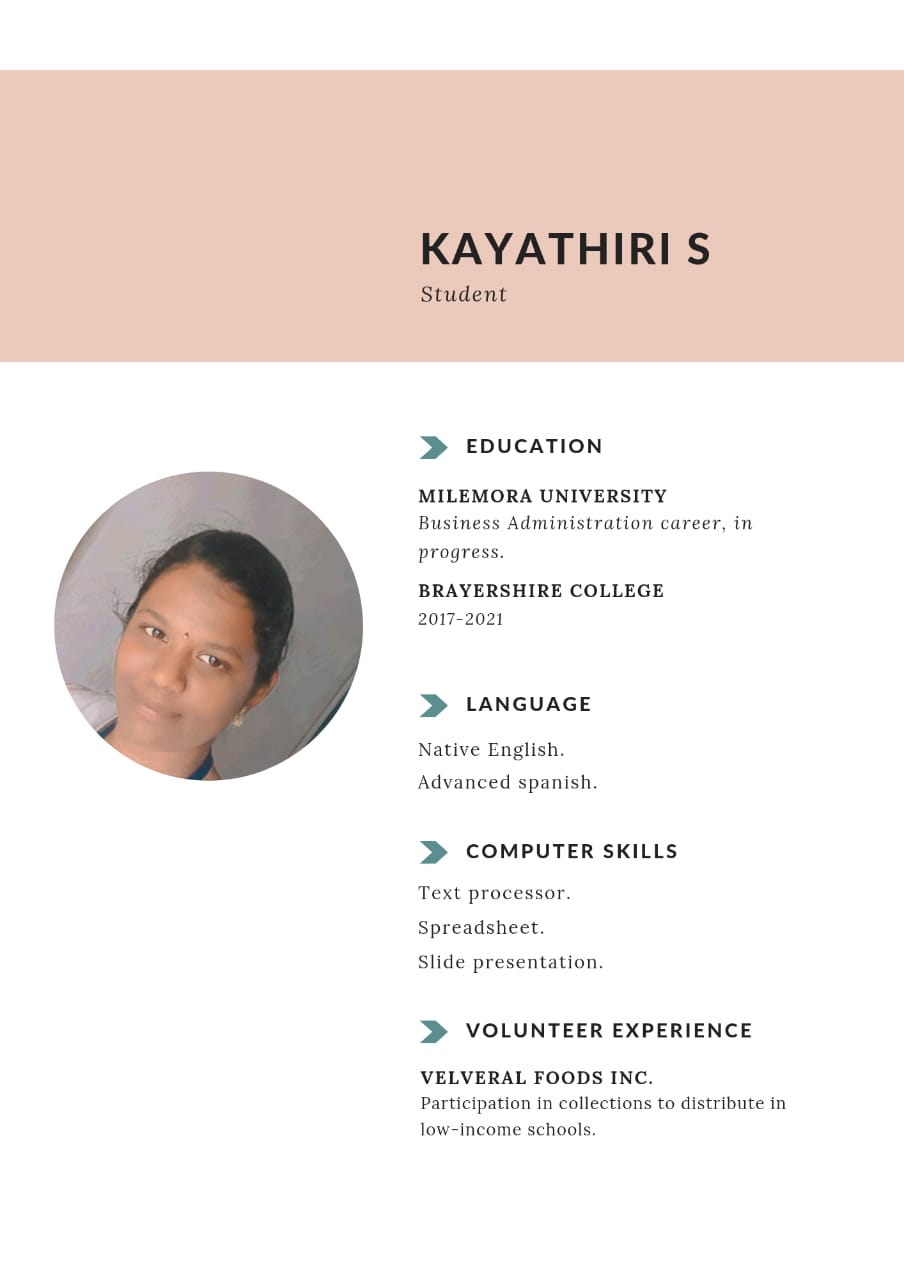 KAYATHIRI S
Student
EDUCATION
MILEMORA UNIVERSITY
Business Administration career, in
progress.
BRAYERSHIRE COLLEGE
2017-2021
LANGUAGE
Native English.
Advanced spanish.
COMPUTER SKILLS
Text processor.
Spreadsheet.
Slide presentation.
VOLUNTEER EXPERIENCE
VELVERAL FOODS INC.
Participation in collections to distribute in
low-income schools.